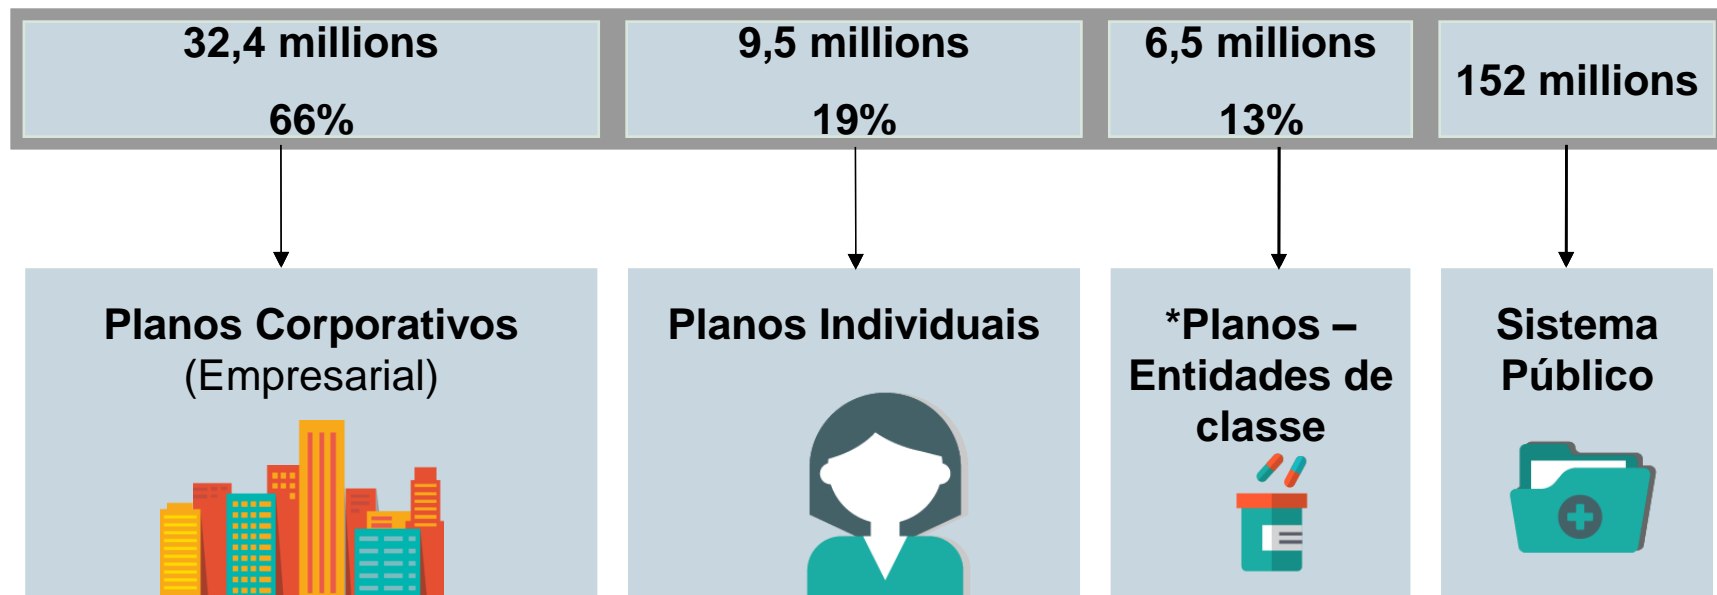 32,4 millions
66%
9,5 millions
19%
6,5 millions
13%
152 millions
Planos Corporativos
(Empresarial)
Planos Individuais
*Planos –
Entidades de
classe
Sistema
Público